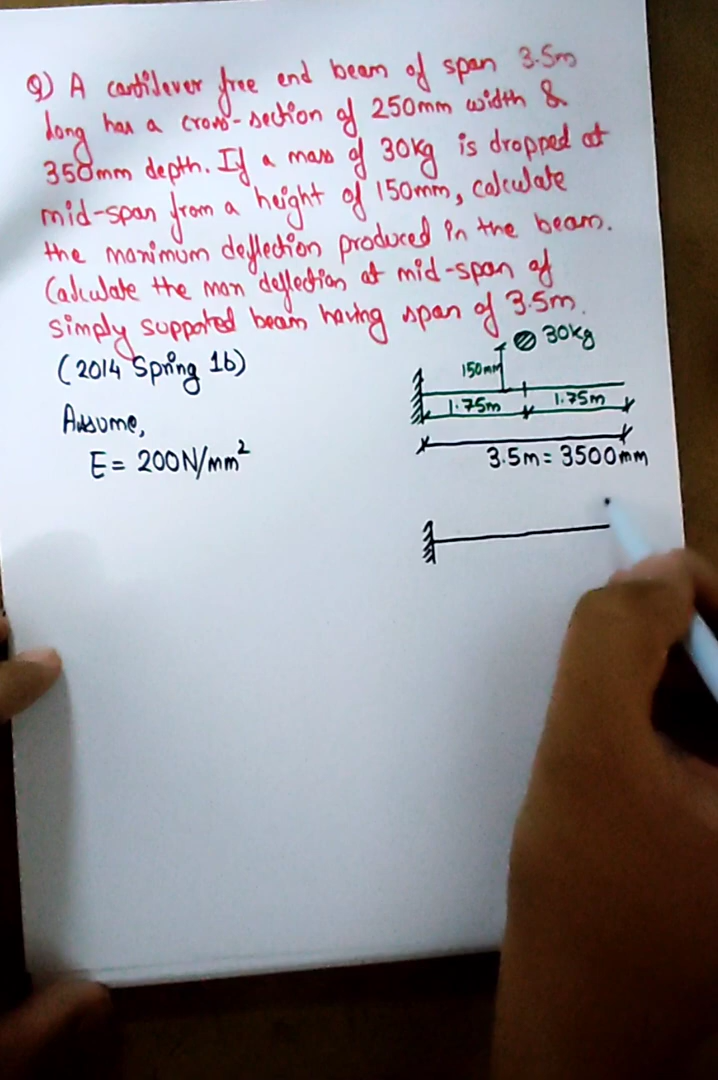 Q) A cantilever free end beam of span 3.5m
long has a cross-section of 250mm width &
350mm depth. If a mass of 30kg is dropped at
mid-span from a height of 150mm, calculate
the maximum deflection produced in the beam.
Calculate the max deflection at mid-span of
simply supported beam having span of 3.5m.
(2014 Spring 1b)
Assume,
E = 200N/mm²
30kg
150mm
1.75m 1.75m
3.5m = 3500mm